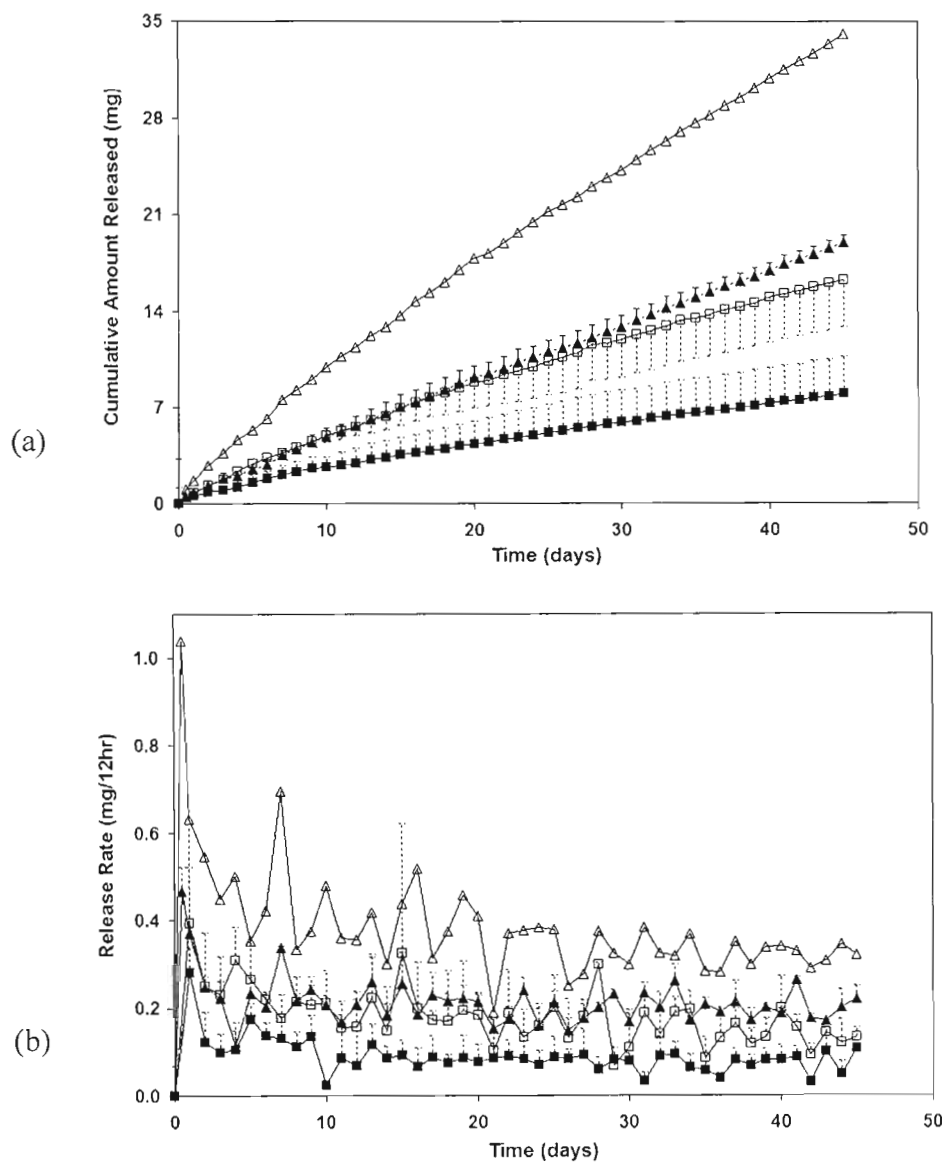 (a)
Cumulative Amount Released (mg)
35
28
21
14
7
0
0 10 20 30 40 50
Time (days)
(b)
Release Rate (mg/12hr)
1.0
0.8
0.6
0.4
0.2
0.0
0 10 20 30 40 50
Time (days)